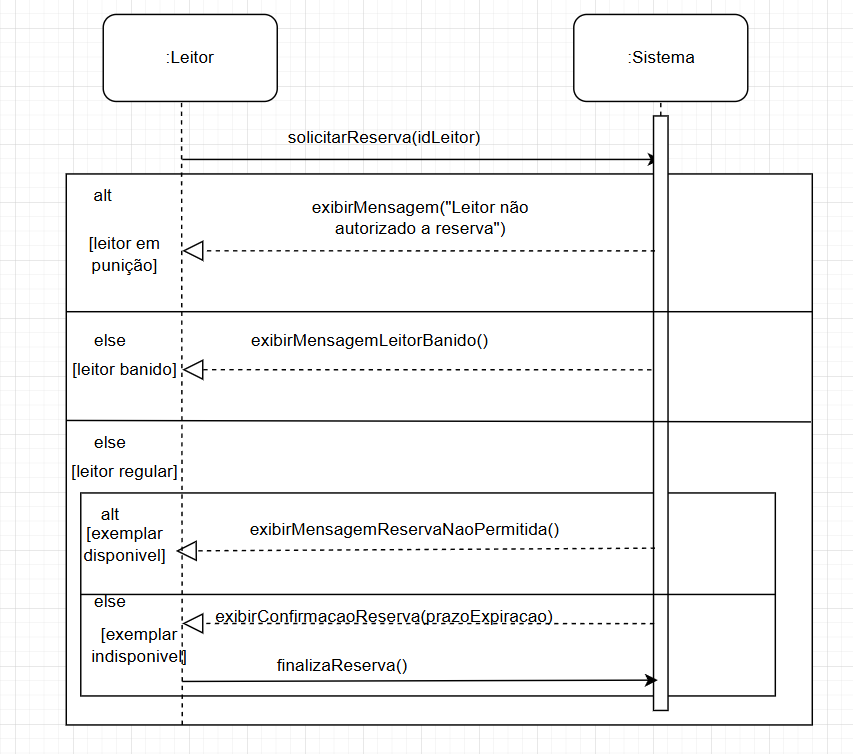 :Leitor
:Sistema
solicitarReserva(idLeitor)
alt
exibirMensagem("Leitor não
autorizado a reserva")
[leitor em
punição]
else
exibirMensagemLeitorBanido()
[leitor banido]
else
[leitor regular]
alt
[exemplar
disponivel]
exibirMensagemReservaNaoPermitida()
else
exibirConfirmacaoReserva(prazoExpiracao)
[exemplar
indisponivel]
finalizaReserva()